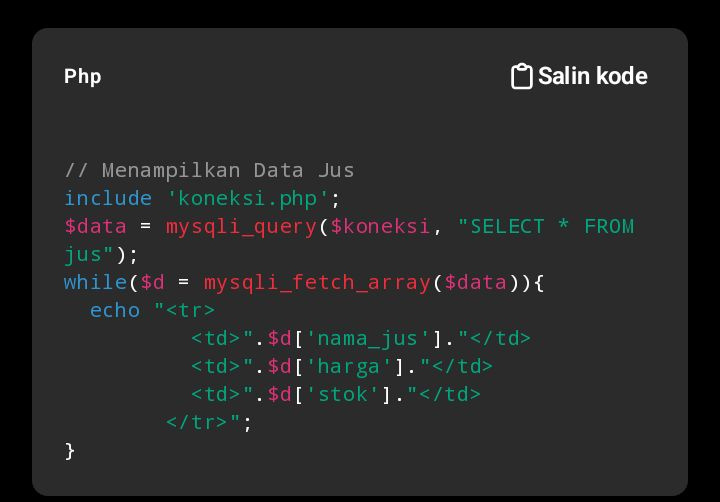 Php
Salin kode
// Menampilkan Data Jus
include 'koneksi.php';
$data = mysqli_query($koneksi, "SELECT * FROM
jus");
while($d = mysqli_fetch_array($data)){
  echo "<tr>
          <td>".$d['nama_jus']."</td>
          <td>".$d['harga']."</td>
          <td>".$d['stok']."</td>
        </tr>";
}